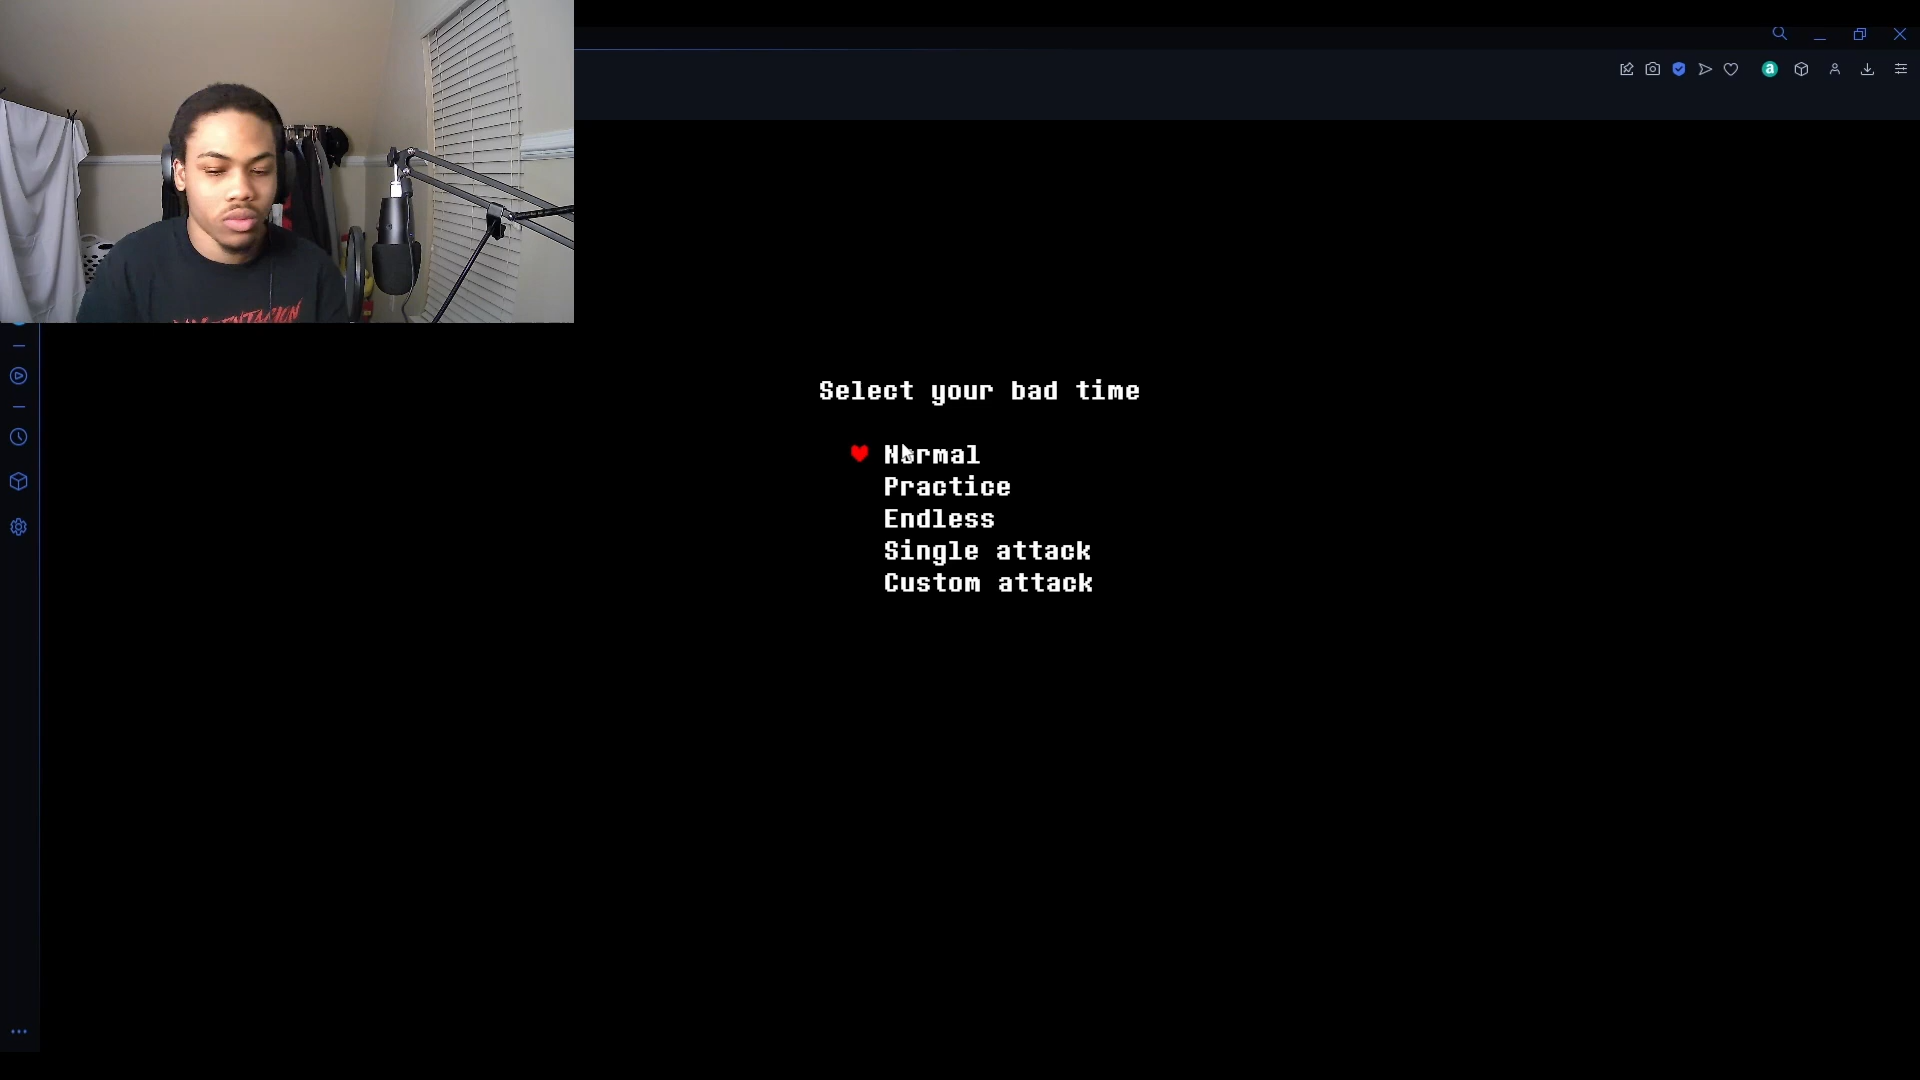 Select your bad time
Normal
Practice
Endless
Single attack
Custom attack